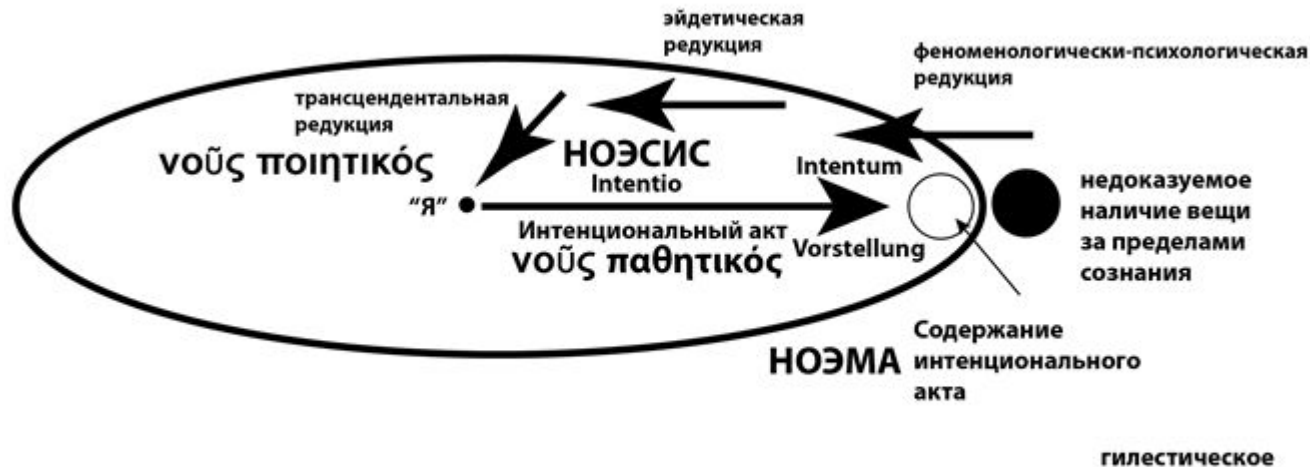 эйдетическая
редукция
феноменологически-психологическая
редукция
трансцендентальная
редукция
νοῦς ποιητικός
НОЭСИС
Intentio
Intentum
"Я"
Интенциональный акт
νοῦς παθητικός
Vorstellung
недоказуемое
наличие вещи
за пределами
сознания
НОЭМА
Содержание
интенционального
акта
гилестическое